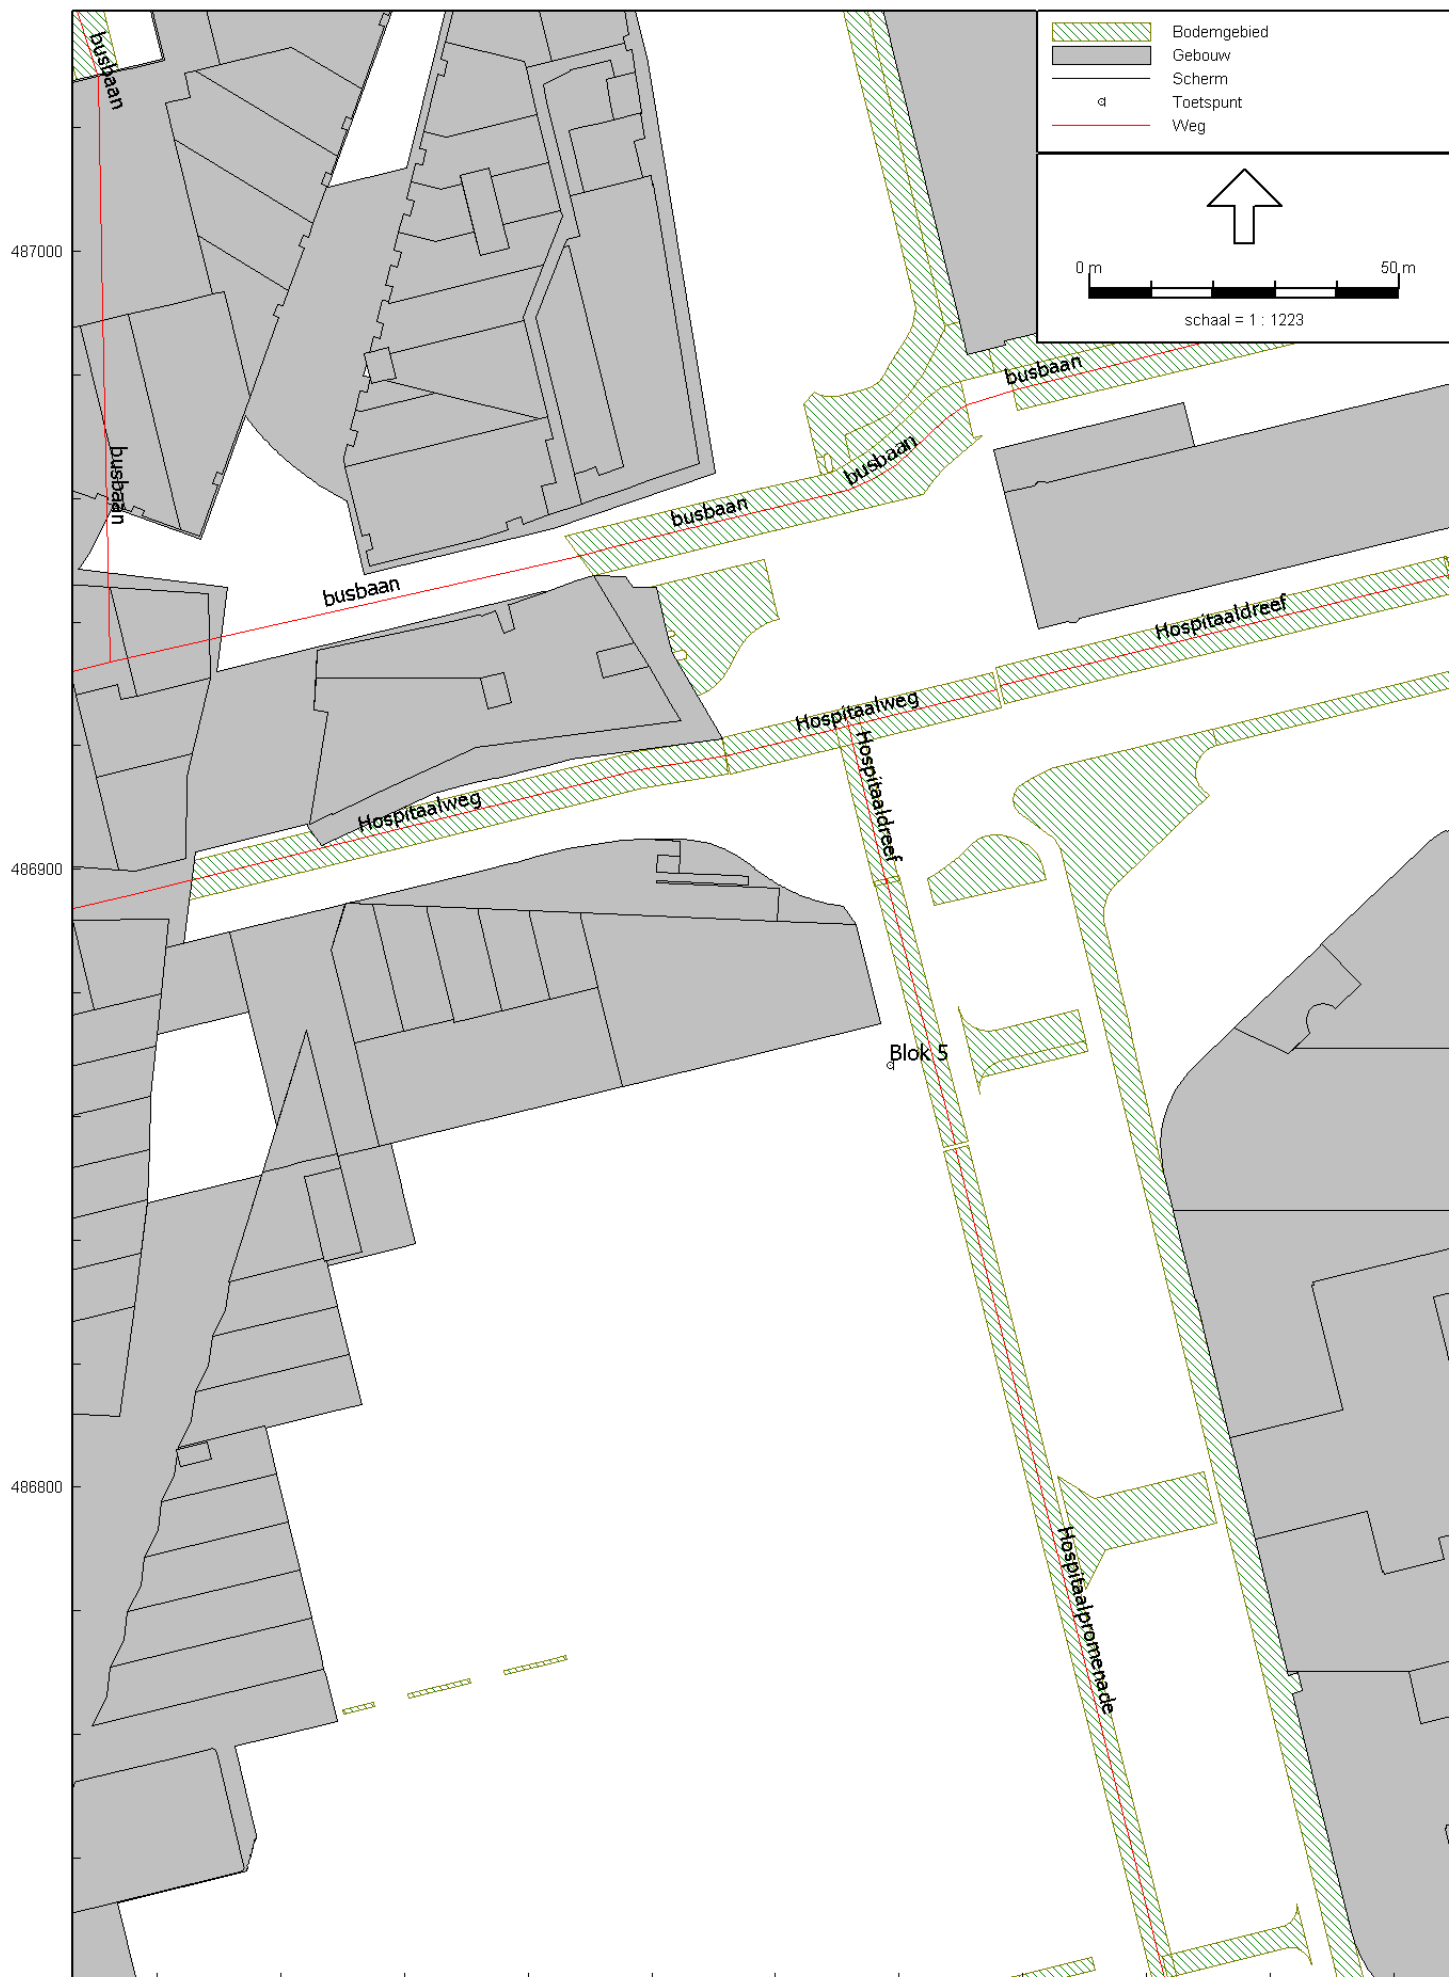 Bodemgebied
Gebouw
Scherm
Toetspunt
Weg
0 m
50 m
schaal = 1 : 1223
busbaan
487000
busbaan
busbaan
busbaan
busbaan
busbaan
Hospitaaldreef
Hospitaalweg
Hospitaaldreef
Hospitaalweg
486900
Blok 5
486800
Hospitaalpromenade